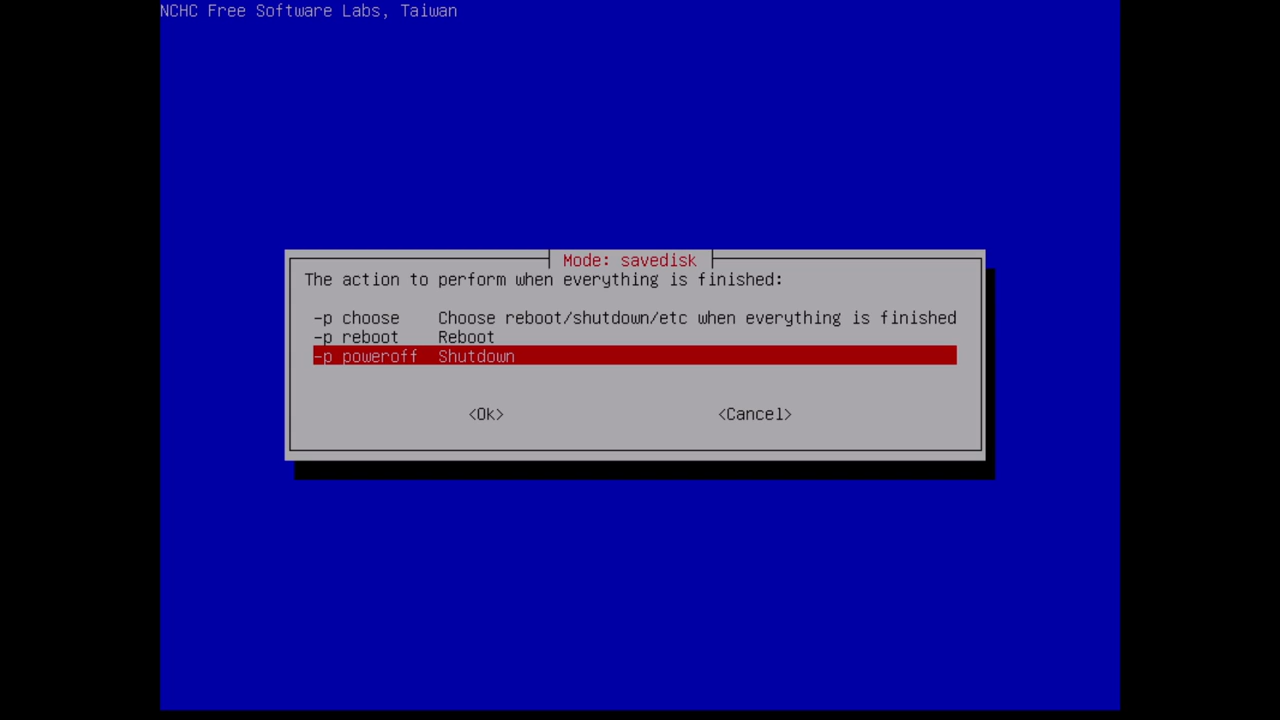 NCHC Free Software Labs, Taiwan
Mode: savedisk
The action to perform when everything is finished:
-p choose Choose reboot/shutdown/etc when everything is finished
-p reboot Reboot
-p poweroff Shutdown
<Ok> <Cancel>